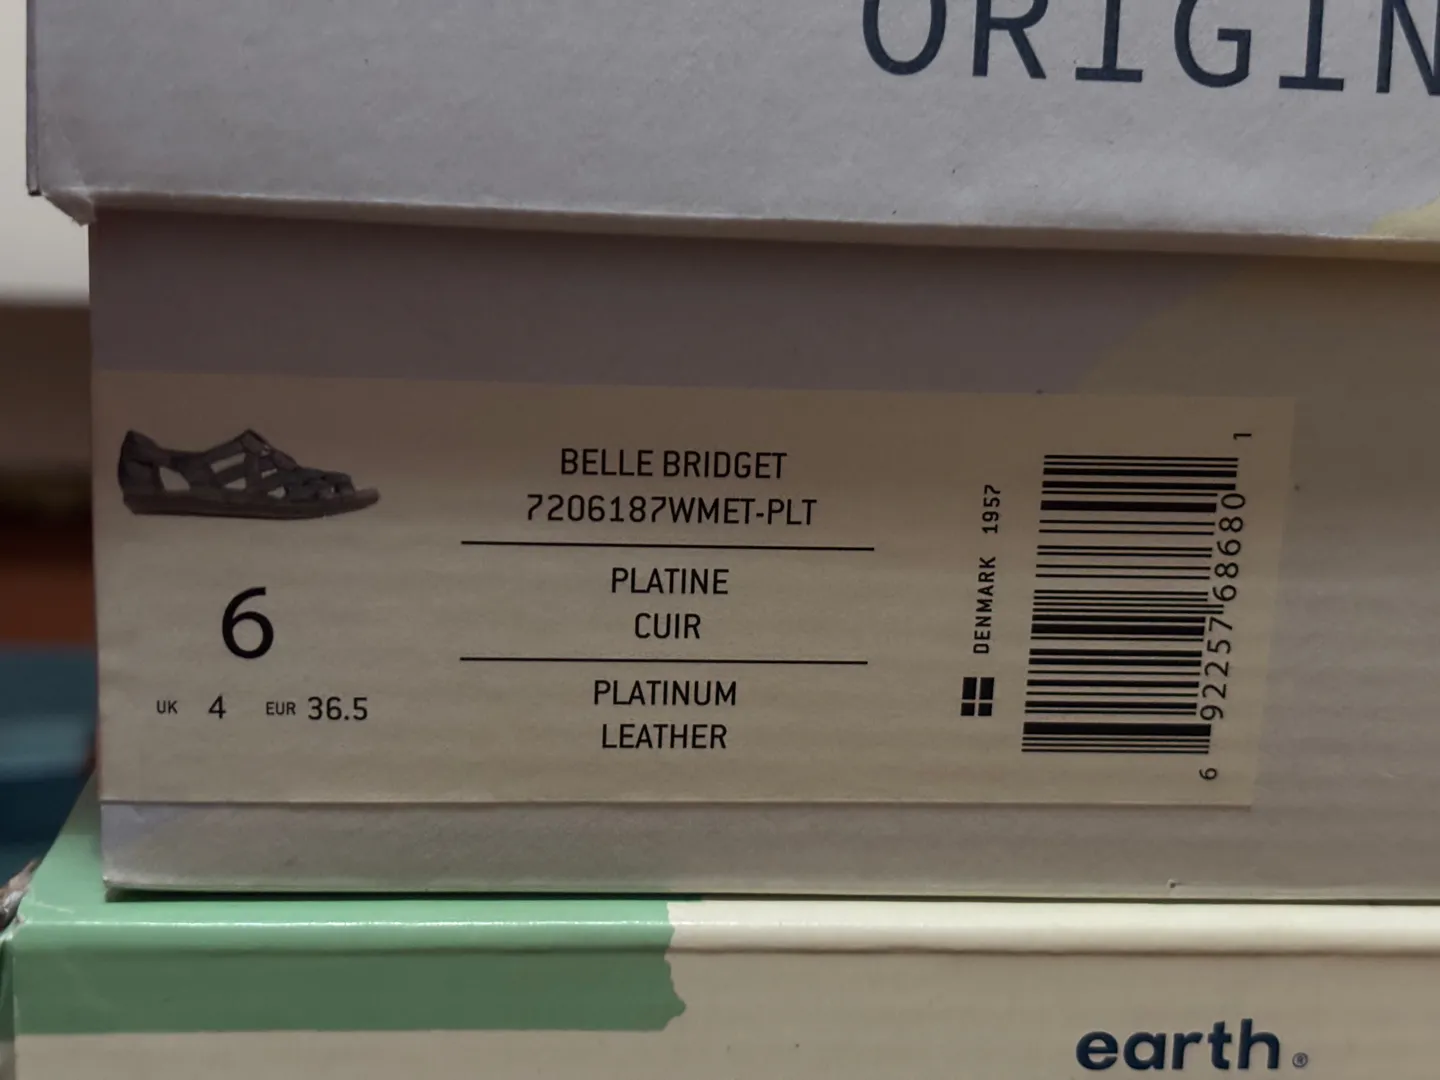 ORIGIN
BELLE BRIDGET
7206187WMET-PLT
PLATINE
CUIR
PLATINUM
LEATHER
6
UK 4 EUR 36.5
DENMARK 1957
6 92257 68680 1
earth®